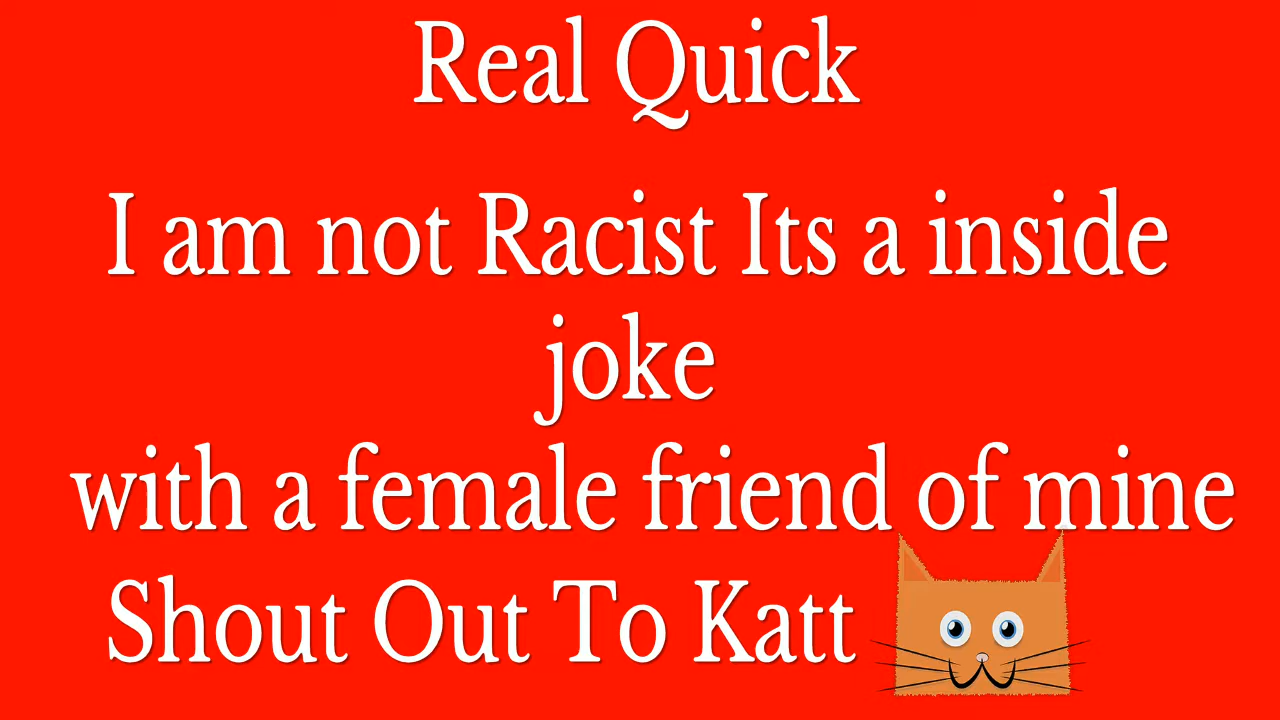 Real Quick
I am not Racist Its a inside
joke
with a female friend of mine
Shout Out To Katt